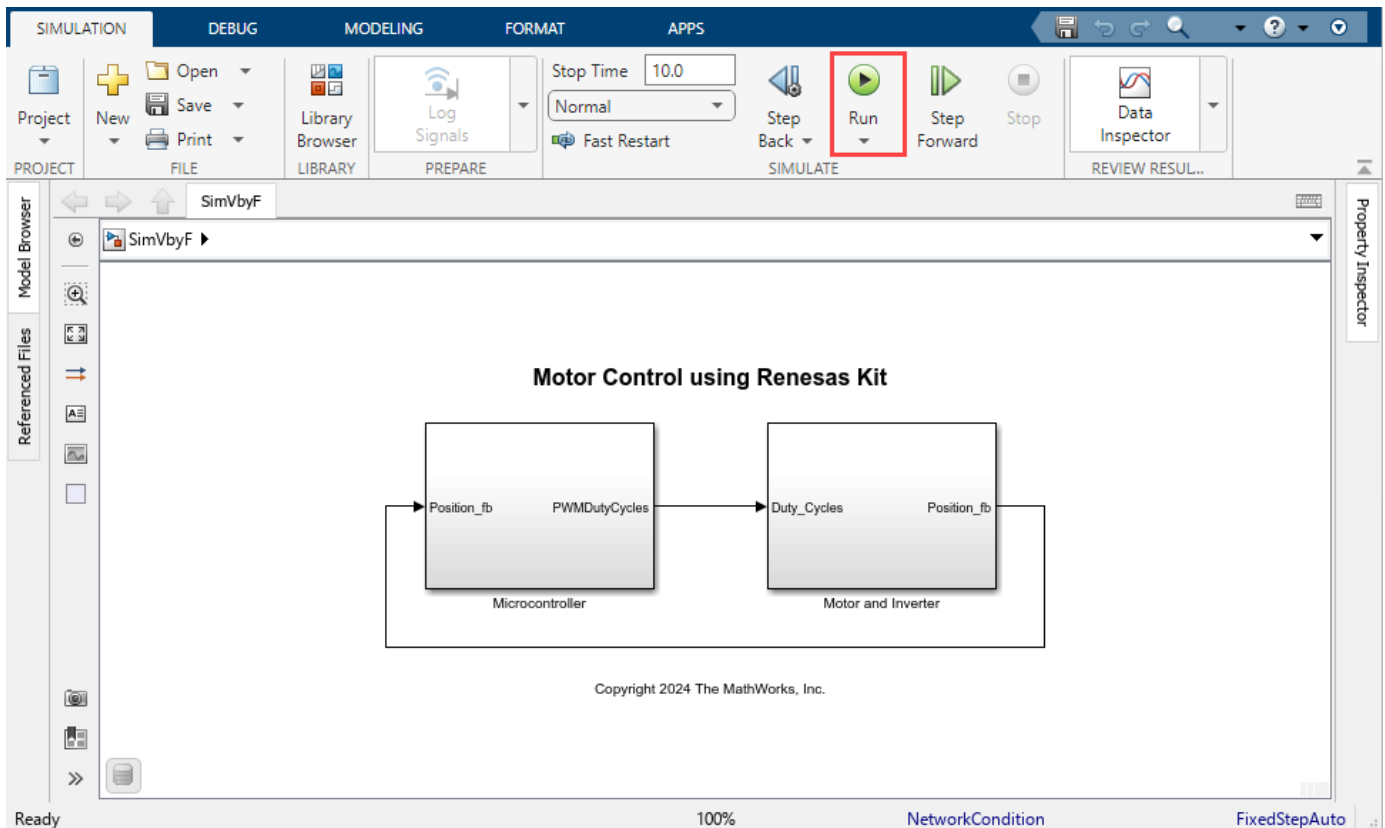 SIMULATION DEBUG MODELING FORMAT APPS
Project
PROJECT
New
Open
Save
Print
FILE
Library
Browser
LIBRARY
Log
Signals
PREPARE
Stop Time 10.0
Normal
Fast Restart
Step
Back
Run
Step
Forward
Stop
SIMULATE
Data
Inspector
REVIEW RESUL...
Model Browser
Referenced Files
SimVbyF
SimVbyF
Property Inspector
Motor Control using Renesas Kit
Position_fb PWMDutyCycles
Microcontroller
Duty_Cycles Position_fb
Motor and Inverter
Copyright 2024 The MathWorks, Inc.
Ready 100% NetworkCondition FixedStepAuto